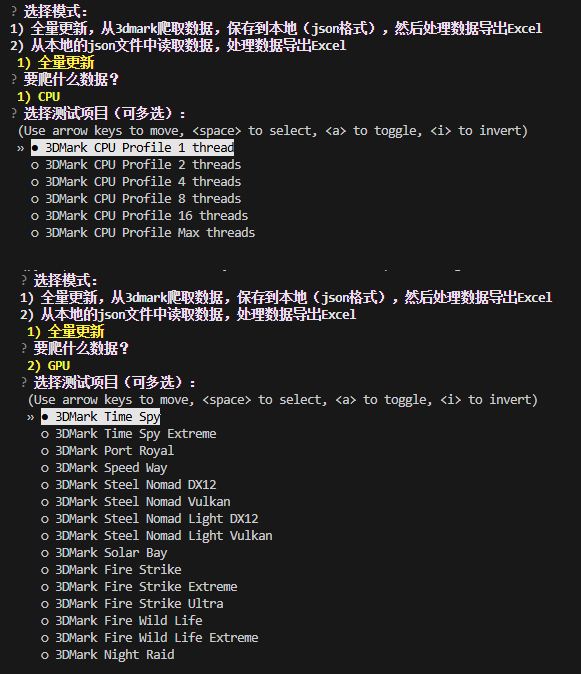 ? 选择模式：
1) 全量更新，从3dmark爬取数据，保存到本地（json格式），然后处理数据导出Excel
2) 从本地的json文件中读取数据，处理数据导出Excel
1) 全量更新
? 要爬什么数据？
1) CPU
? 选择测试项目（可多选）：
(Use arrow keys to move, <space> to select, <a> to toggle, <i> to invert)
» ● 3DMark CPU Profile 1 thread
○ 3DMark CPU Profile 2 threads
○ 3DMark CPU Profile 4 threads
○ 3DMark CPU Profile 8 threads
○ 3DMark CPU Profile 16 threads
○ 3DMark CPU Profile Max threads
? 选择模式：
1) 全量更新，从3dmark爬取数据，保存到本地（json格式），然后处理数据导出Excel
2) 从本地的json文件中读取数据，处理数据导出Excel
1) 全量更新
? 要爬什么数据？
2) GPU
? 选择测试项目（可多选）：
(Use arrow keys to move, <space> to select, <a> to toggle, <i> to invert)
» ● 3DMark Time Spy
○ 3DMark Time Spy Extreme
○ 3DMark Port Royal
○ 3DMark Speed Way
○ 3DMark Steel Nomad DX12
○ 3DMark Steel Nomad Vulkan
○ 3DMark Steel Nomad Light DX12
○ 3DMark Steel Nomad Light Vulkan
○ 3DMark Solar Bay
○ 3DMark Fire Strike
○ 3DMark Fire Strike Extreme
○ 3DMark Fire Strike Ultra
○ 3DMark Fire Wild Life
○ 3DMark Fire Wild Life Extreme
○ 3DMark Night Raid